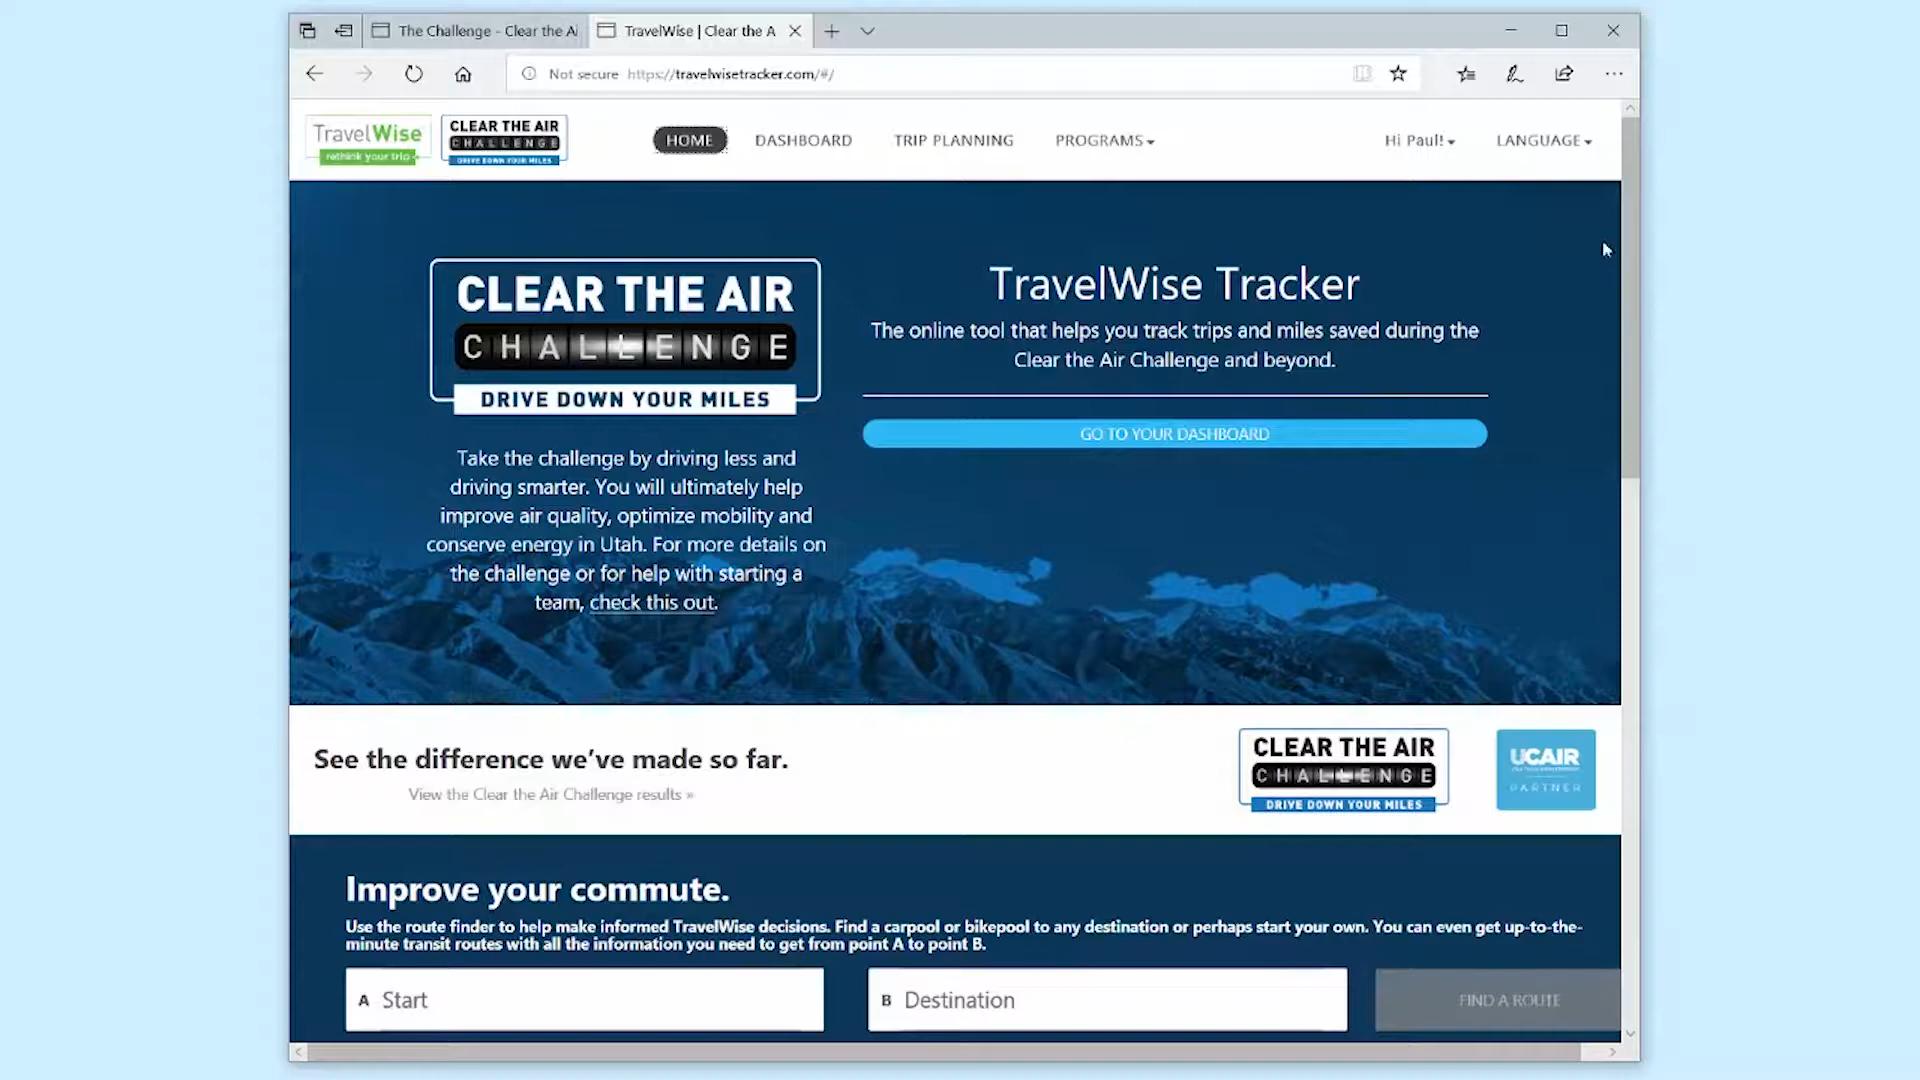 The Challenge - Clear the Ai
TravelWise | Clear the A
Not secure https://travelwisetracker.com/#/
TravelWise
rethink your trip
CLEAR THE AIR
CHALLENGE
DRIVE DOWN YOUR MILES
HOME
DASHBOARD
TRIP PLANNING
PROGRAMS
Hi Paul!
LANGUAGE
CLEAR THE AIR
CHALLENGE
DRIVE DOWN YOUR MILES
Take the challenge by driving less and
driving smarter. You will ultimately help
improve air quality, optimize mobility and
conserve energy in Utah. For more details on
the challenge or for help with starting a
team, check this out.
TravelWise Tracker
The online tool that helps you track trips and miles saved during the
Clear the Air Challenge and beyond.
GO TO YOUR DASHBOARD
See the difference we've made so far.
View the Clear the Air Challenge results »
CLEAR THE AIR
CHALLENGE
DRIVE DOWN YOUR MILES
UCAIR
PARTNER
Improve your commute.
Use the route finder to help make informed TravelWise decisions. Find a carpool or bikepool to any destination or perhaps start your own. You can even get up-to-the-
minute transit routes with all the information you need to get from point A to point B.
A Start
B Destination
FIND A ROUTE